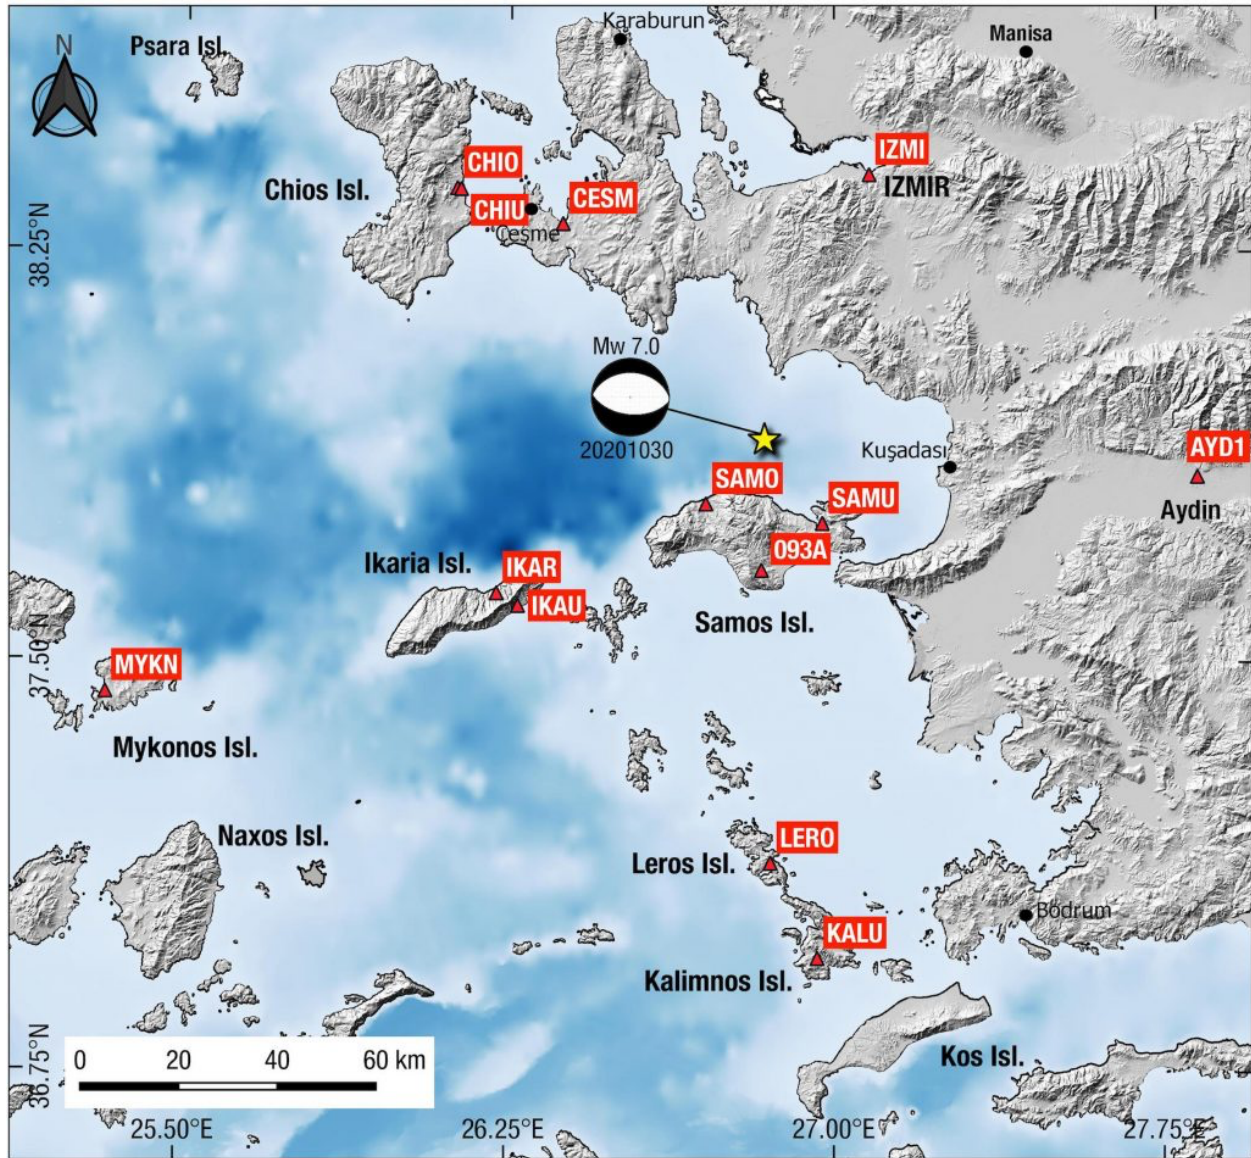 Karaburun
Psara Isl.
Manisa
N
CHIO
IZMI
IZMIR
Chios Isl.
CHIU
CESM
Çeşme
38.25°N
Mw 7.0
20201030
Kuşadası
AYD1
SAMO
SAMU
Aydin
093A
Ikaria Isl.
IKAR
IKAU
Samos Isl.
37.50°N
MYKN
Mykonos Isl.
Naxos Isl.
LERO
Leros Isl.
Bodrum
KALU
Kalimnos Isl.
0 20 40 60 km
Kos Isl.
36.75°N
25.50°E 26.25°E 27.00°E 27.75°E